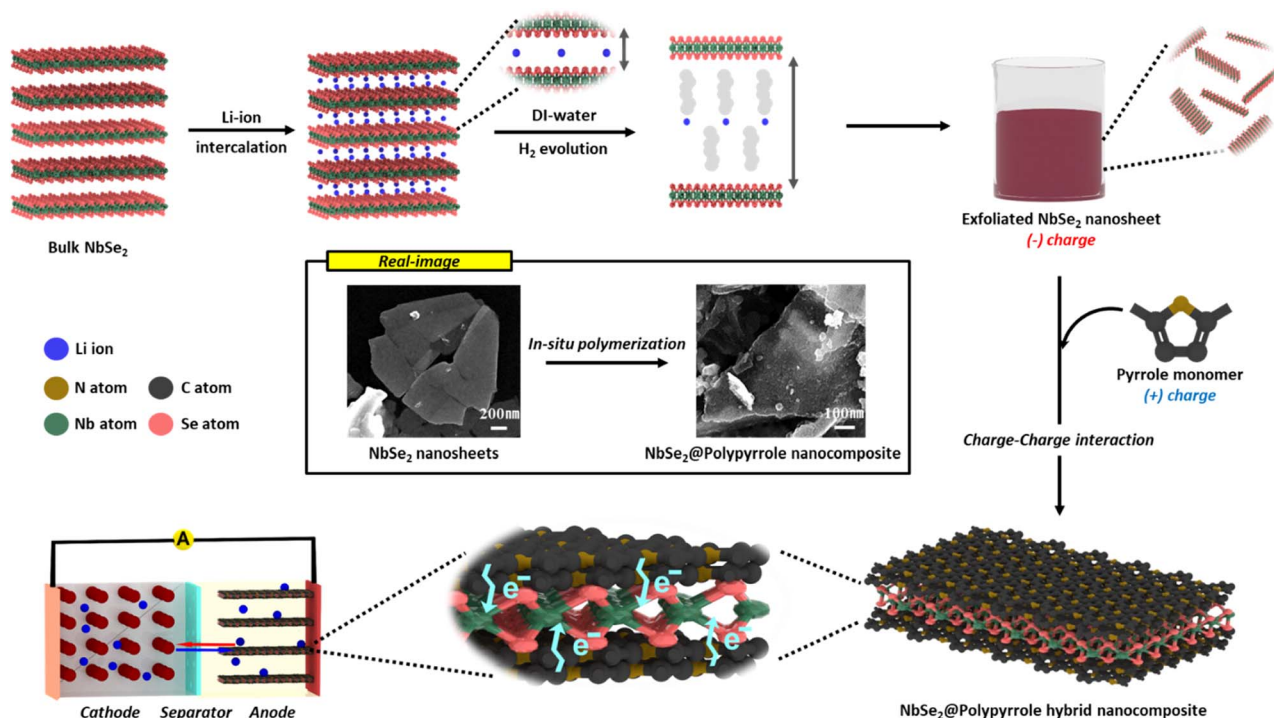 Li-ion
intercalation
DI-water
H₂ evolution
Bulk NbSe₂
Exfoliated NbSe₂ nanosheet
(-) charge
Real-image
In-situ polymerization
200nm
100nm
NbSe₂ nanosheets
NbSe₂@Polypyrrole nanocomposite
Li ion
N atom
C atom
Nb atom
Se atom
Pyrrole monomer
(+) charge
Charge-Charge interaction
A
e⁻
e⁻
e⁻
e⁻
Cathode
Separator
Anode
NbSe₂@Polypyrrole hybrid nanocomposite